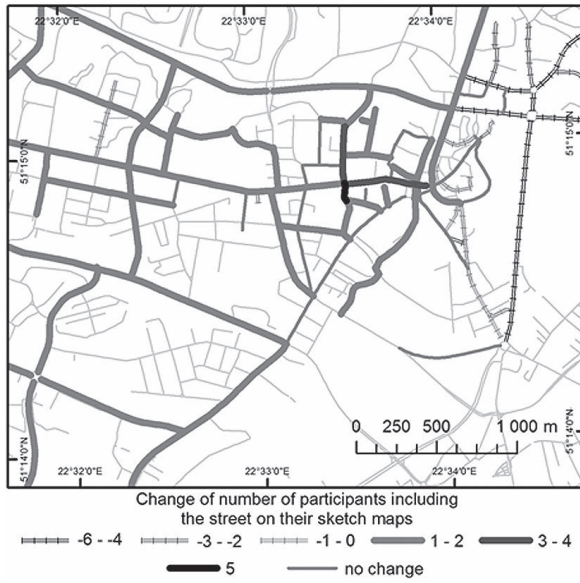 22°32'0"E 22°33'0"E 22°34'0"E
51°15'0"N 51°15'0"N
0 250 500 1 000 m
51°14'0"N 51°14'0"N
22°32'0"E 22°33'0"E 22°34'0"E
Change of number of participants including
the street on their sketch maps
-6 - -4 -3 - -2 -1 - 0 1 - 2 3 - 4
5 no change